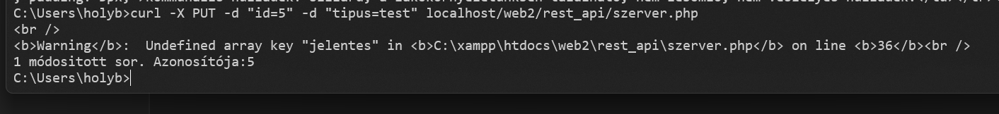 C:\Users\holyb>curl -X PUT -d "id=5" -d "tipus=test" localhost/web2/rest_api/szerver.php
<br />
<b>Warning</b>:  Undefined array key "jelentes" in <b>C:\xampp\htdocs\web2\rest_api\szerver.php</b> on line <b>36</b><br />
1 módositott sor. Azonosítója:5
C:\Users\holyb>